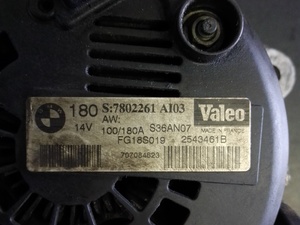 180 S:7802261 AI03
14V AW:
100/180A S36AN07
Valeo
MADE IN FRANCE
FG18S019 2543461B
707084623